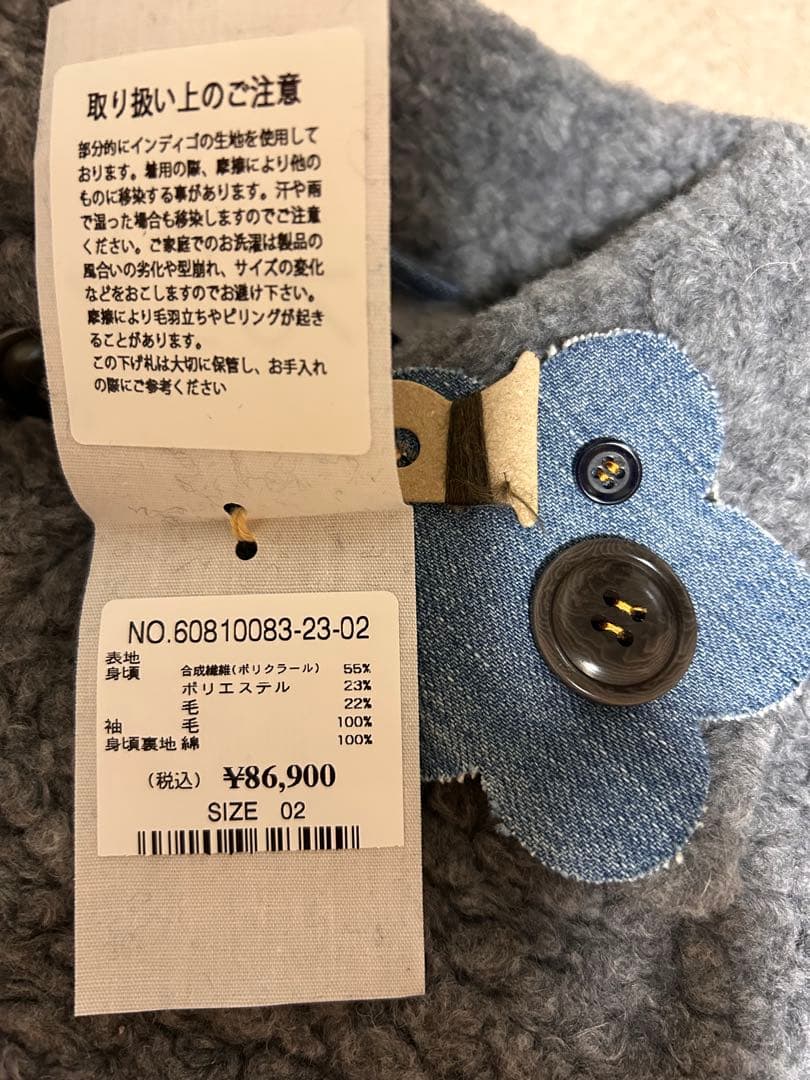 取り扱い上のご注意
部分的にインディゴの生地を使用して
おります。着用の際、摩擦により他の
ものに移染する事があります。汗や雨
で湿った場合も移染しますのでご注意
ください。ご家庭でのお洗濯は製品の
風合いの劣化や型崩れ、サイズの変化
などをおこしますのでお避け下さい。
摩擦により毛羽立ちやピリングが起き
ることがあります。
この下げ札は大切に保管し、お手入れ
の際にご参考ください
NO.60810083-23-02
表地
身頃 合成繊維(ポリクラール) 55%
ポリエステル 23%
毛 22%
袖 毛 100%
身頃裏地 綿 100%
(税込) ¥86,900
SIZE 02